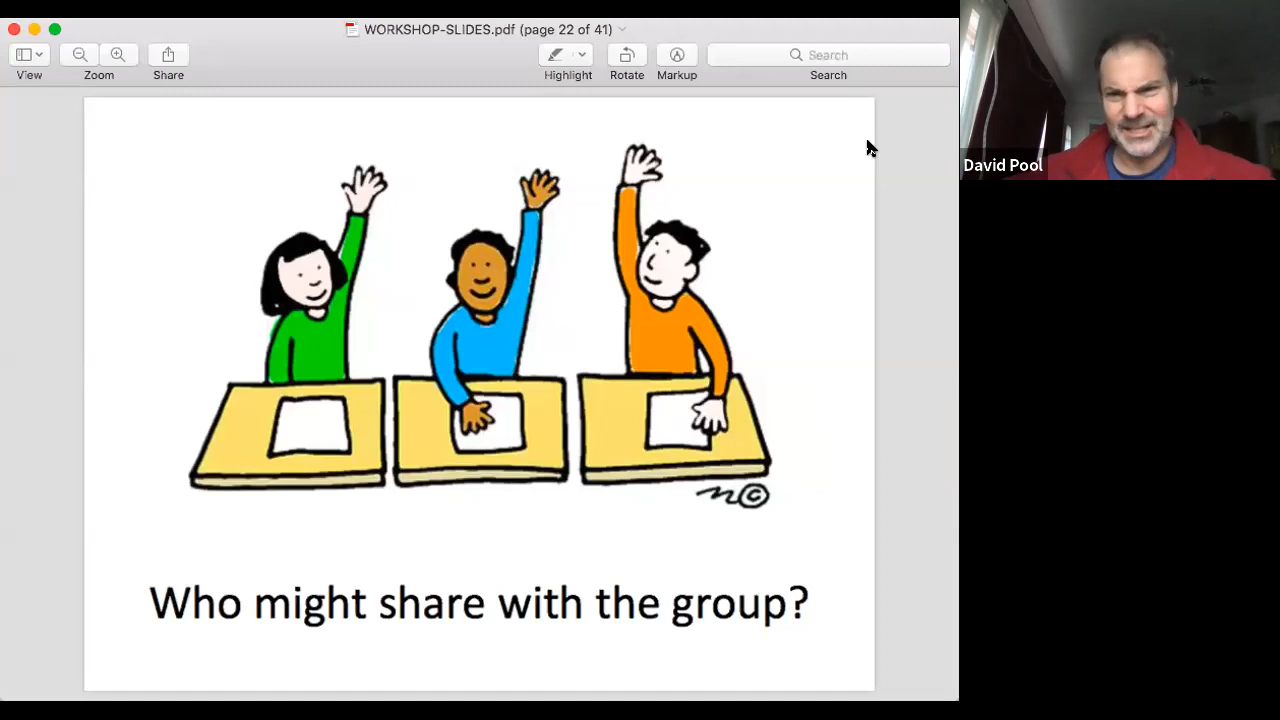 WORKSHOP-SLIDES.pdf (page 22 of 41)
View
Zoom
Share
Highlight
Rotate
Markup
Search
Search
David Pool
Who might share with the group?